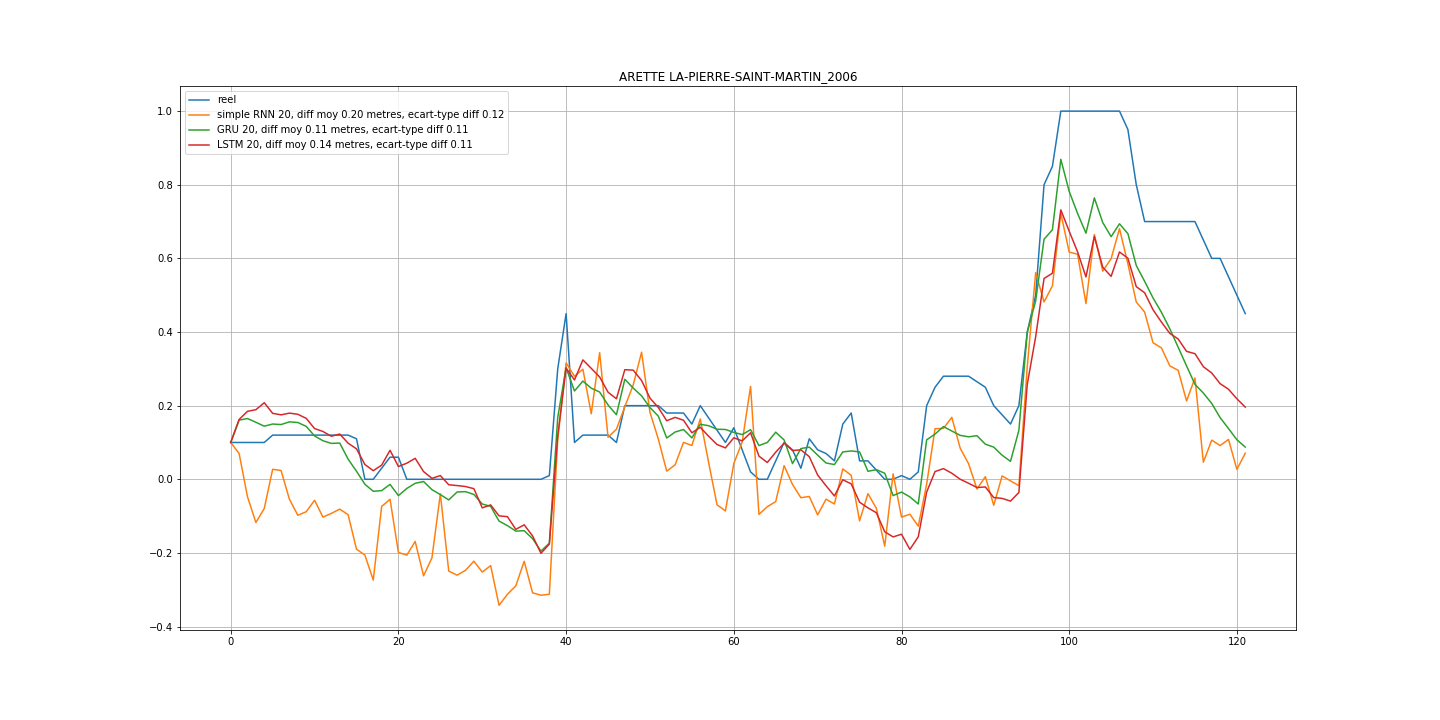 ARETTE LA-PIERRE-SAINT-MARTIN_2006
reel
simple RNN 20, diff moy 0.20 metres, ecart-type diff 0.12
GRU 20, diff moy 0.11 metres, ecart-type diff 0.11
LSTM 20, diff moy 0.14 metres, ecart-type diff 0.11
1.0
0.8
0.6
0.4
0.2
0.0
−0.2
−0.4
0 20 40 60 80 100 120